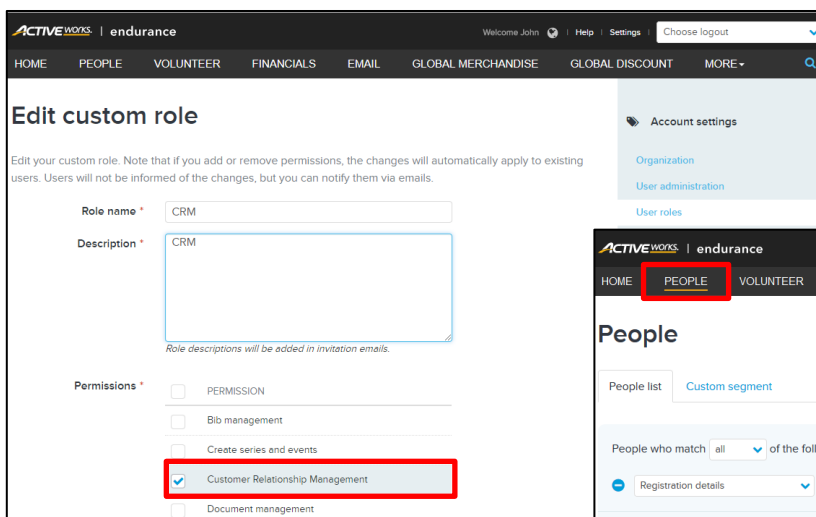 ACTIVE works. | endurance
Welcome John | Help | Settings | Choose logout
HOME PEOPLE VOLUNTEER FINANCIALS EMAIL GLOBAL MERCHANDISE GLOBAL DISCOUNT MORE
Edit custom role
Edit your custom role. Note that if you add or remove permissions, the changes will automatically apply to existing
users. Users will not be informed of the changes, but you can notify them via emails.
Role name * CRM
Description * CRM
Role descriptions will be added in invitation emails.
Permissions * PERMISSION
Bib management
Create series and events
Customer Relationship Management
Document management
Account settings
Organization
User administration
User roles
ACTIVE works. | endurance
HOME PEOPLE VOLUNTEER
People
People list Custom segment
People who match all of the foll
Registration details